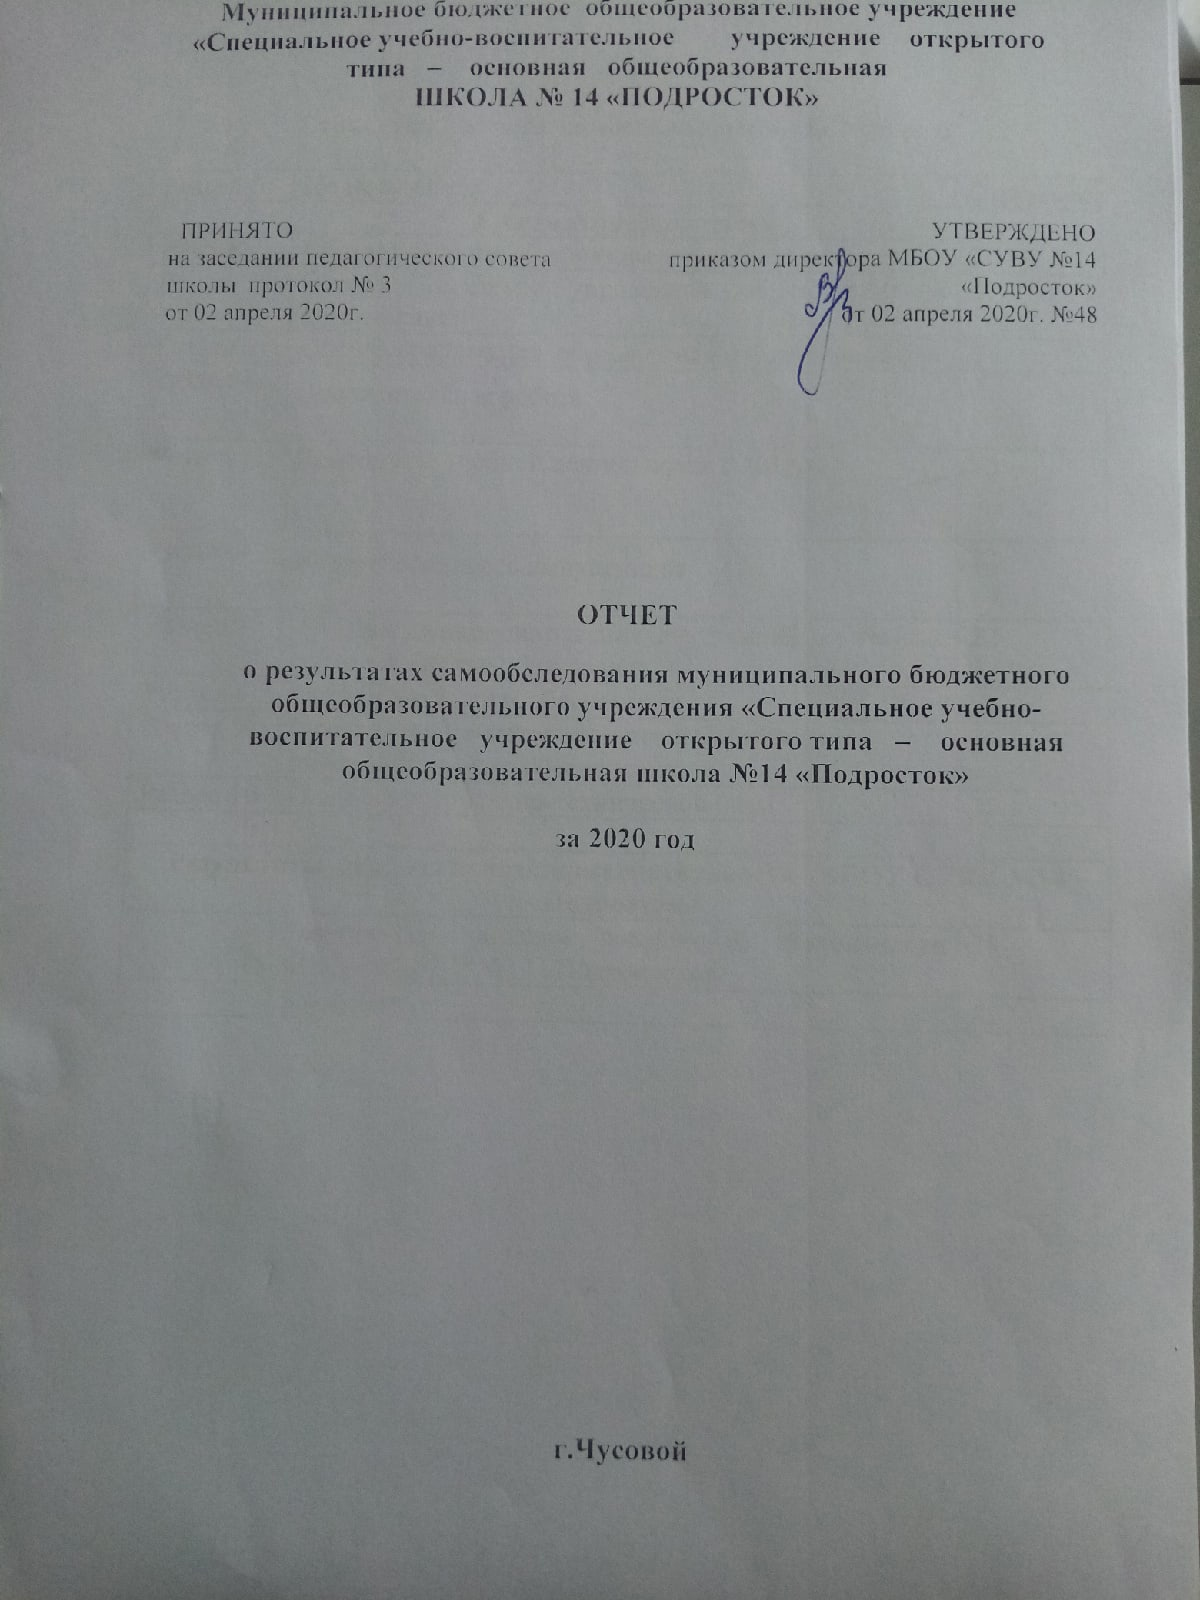 Муниципальное бюджетное общеобразовательное учреждение
«Специальное учебно-воспитательное учреждение открытого
типа – основная общеобразовательная
ШКОЛА № 14 «ПОДРОСТОК»
ПРИНЯТО
на заседании педагогического совета
школы протокол № 3
от 02 апреля 2020г.
УТВЕРЖДЕНО
приказом директора МБОУ «СУВУ №14
«Подросток»
от 02 апреля 2020г. №48
ОТЧЕТ
о результатах самообследования муниципального бюджетного
общеобразовательного учреждения «Специальное учебно-
воспитательное учреждение открытого типа – основная
общеобразовательная школа №14 «Подросток»
за 2020 год
г.Чусовой